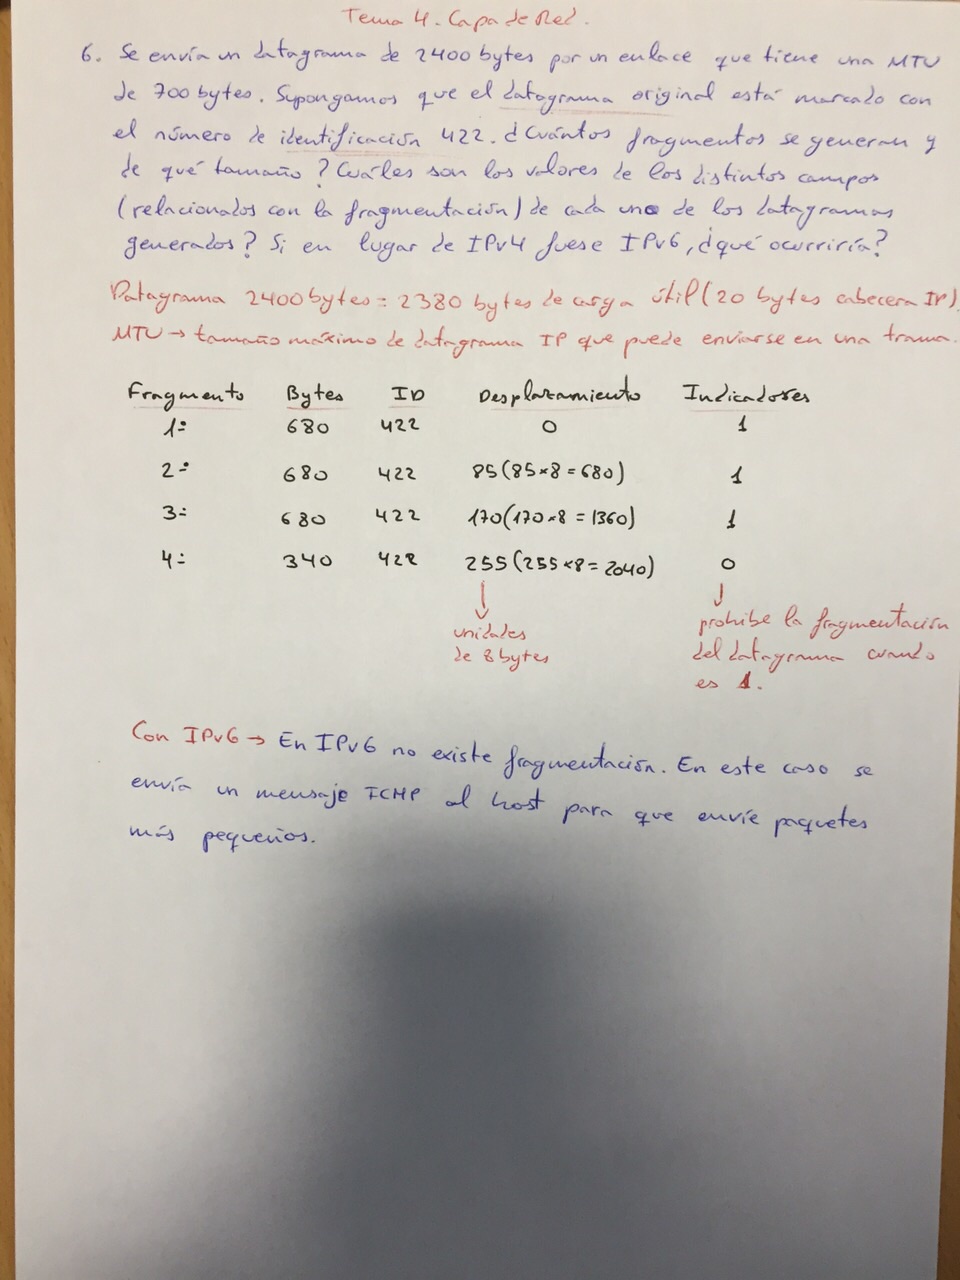 Tema 4. Capa de Red.
6. Se envía un datagrama de 2400 bytes por un enlace que tiene una MTU
de 700 bytes. Supongamos que el datagrama original está marcado con
el número de identificación 422. ¿Cuántos fragmentos se generan y
de qué tamaño? Cuáles son los valores de los distintos campos
(relacionados con la fragmentación) de cada uno de los datagramas
generados? Si en lugar de IPv4 fuese IPv6, ¿qué ocurriría?
Datagrama 2400 bytes = 2380 bytes de carga útil (20 bytes cabecera IP).
MTU → tamaño máximo de datagrama IP que puede enviarse en una trama.
Fragmento Bytes ID Desplazamiento Indicadores
1º 680 422 0 1
2º 680 422 85 (85×8 = 680) 1
3º 680 422 170 (170×8 = 1360) 1
4º 340 422 255 (255×8 = 2040) 0
unidades
de 8 bytes
prohibe la fragmentación
del datagrama cuando
es 1.
Con IPv6 → En IPv6 no existe fragmentación. En este caso se
envía un mensaje ICMP al host para que envíe paquetes
más pequeños.